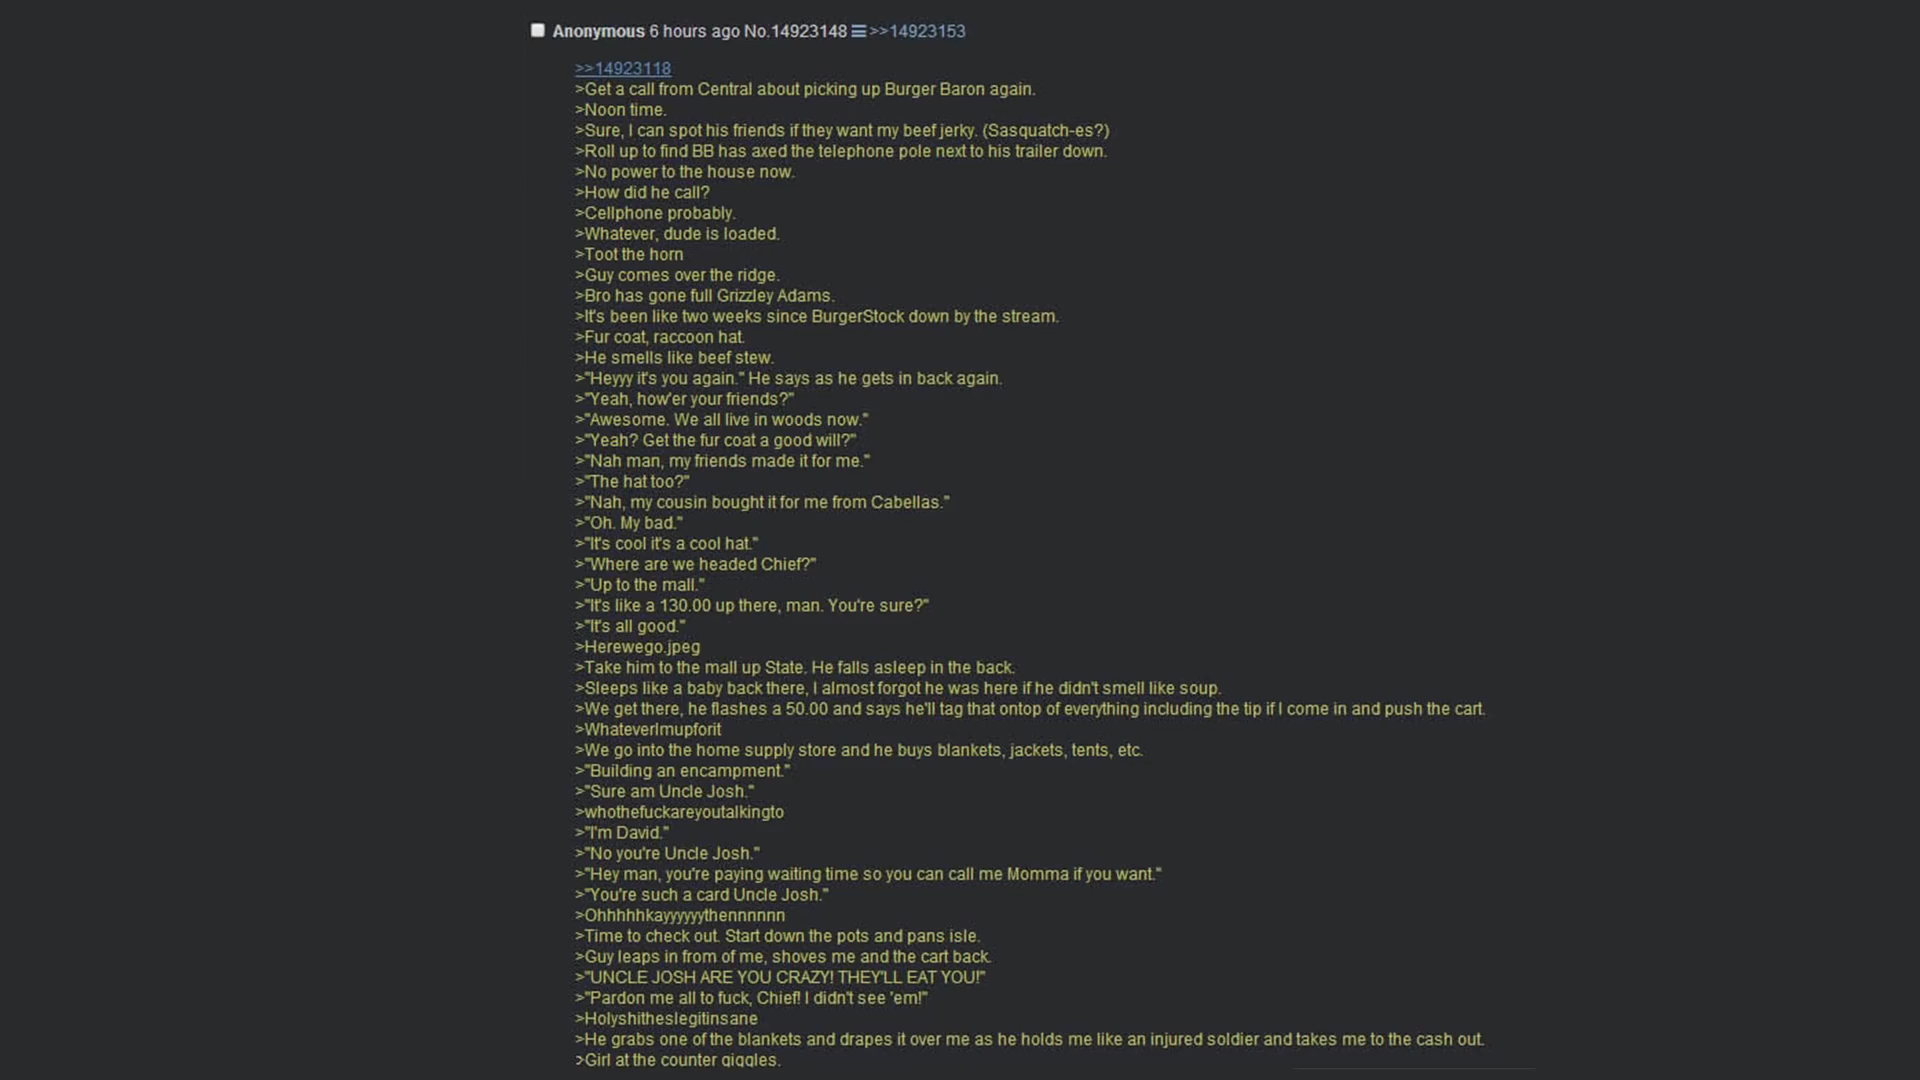 Anonymous 6 hours ago No.14923148 >>14923153
>>14923118
>Get a call from Central about picking up Burger Baron again.
>Noon time.
>Sure, I can spot his friends if they want my beef jerky. (Sasquatch-es?)
>Roll up to find BB has axed the telephone pole next to his trailer down.
>No power to the house now.
>How did he call?
>Cellphone probably.
>Whatever, dude is loaded.
>Toot the horn
>Guy comes over the ridge.
>Bro has gone full Grizzley Adams.
>It's been like two weeks since BurgerStock down by the stream.
>Fur coat, raccoon hat.
>He smells like beef stew.
>"Heyyy it's you again." He says as he gets in back again.
>"Yeah, how'er your friends?"
>"Awesome. We all live in woods now."
>"Yeah? Get the fur coat a good will?"
>"Nah man, my friends made it for me."
>"The hat too?"
>"Nah, my cousin bought it for me from Cabellas."
>"Oh. My bad."
>"It's cool it's a cool hat."
>"Where are we headed Chief?"
>"Up to the mall."
>"It's like a 130.00 up there, man. You're sure?"
>"It's all good."
>Herewego.jpeg
>Take him to the mall up State. He falls asleep in the back.
>Sleeps like a baby back there, I almost forgot he was here if he didn't smell like soup.
>We get there, he flashes a 50.00 and says he'll tag that ontop of everything including the tip if I come in and push the cart.
>WhateverImupforit
>We go into the home supply store and he buys blankets, jackets, tents, etc.
>"Building an encampment."
>"Sure am Uncle Josh."
>whothefuckareyoutalkingto
>"I'm David."
>"No you're Uncle Josh."
>"Hey man, you're paying waiting time so you can call me Momma if you want."
>"You're such a card Uncle Josh."
>Ohhhhhkayyyyyythennnnnn
>Time to check out. Start down the pots and pans isle.
>Guy leaps in from of me, shoves me and the cart back.
>"UNCLE JOSH ARE YOU CRAZY! THEY'LL EAT YOU!"
>"Pardon me all to fuck, Chief! I didn't see 'em!"
>Holyshitheslegitinsane
>He grabs one of the blankets and drapes it over me as he holds me like an injured soldier and takes me to the cash out.
>Girl at the counter giggles.